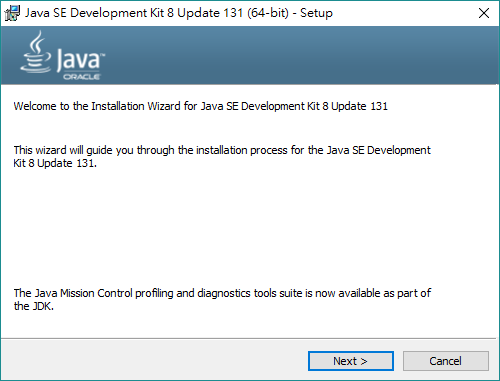 Java SE Development Kit 8 Update 131 (64-bit) - Setup
Java™
ORACLE
Welcome to the Installation Wizard for Java SE Development Kit 8 Update 131
This wizard will guide you through the installation process for the Java SE Development
Kit 8 Update 131.
The Java Mission Control profiling and diagnostics tools suite is now available as part of
the JDK.
Next >
Cancel